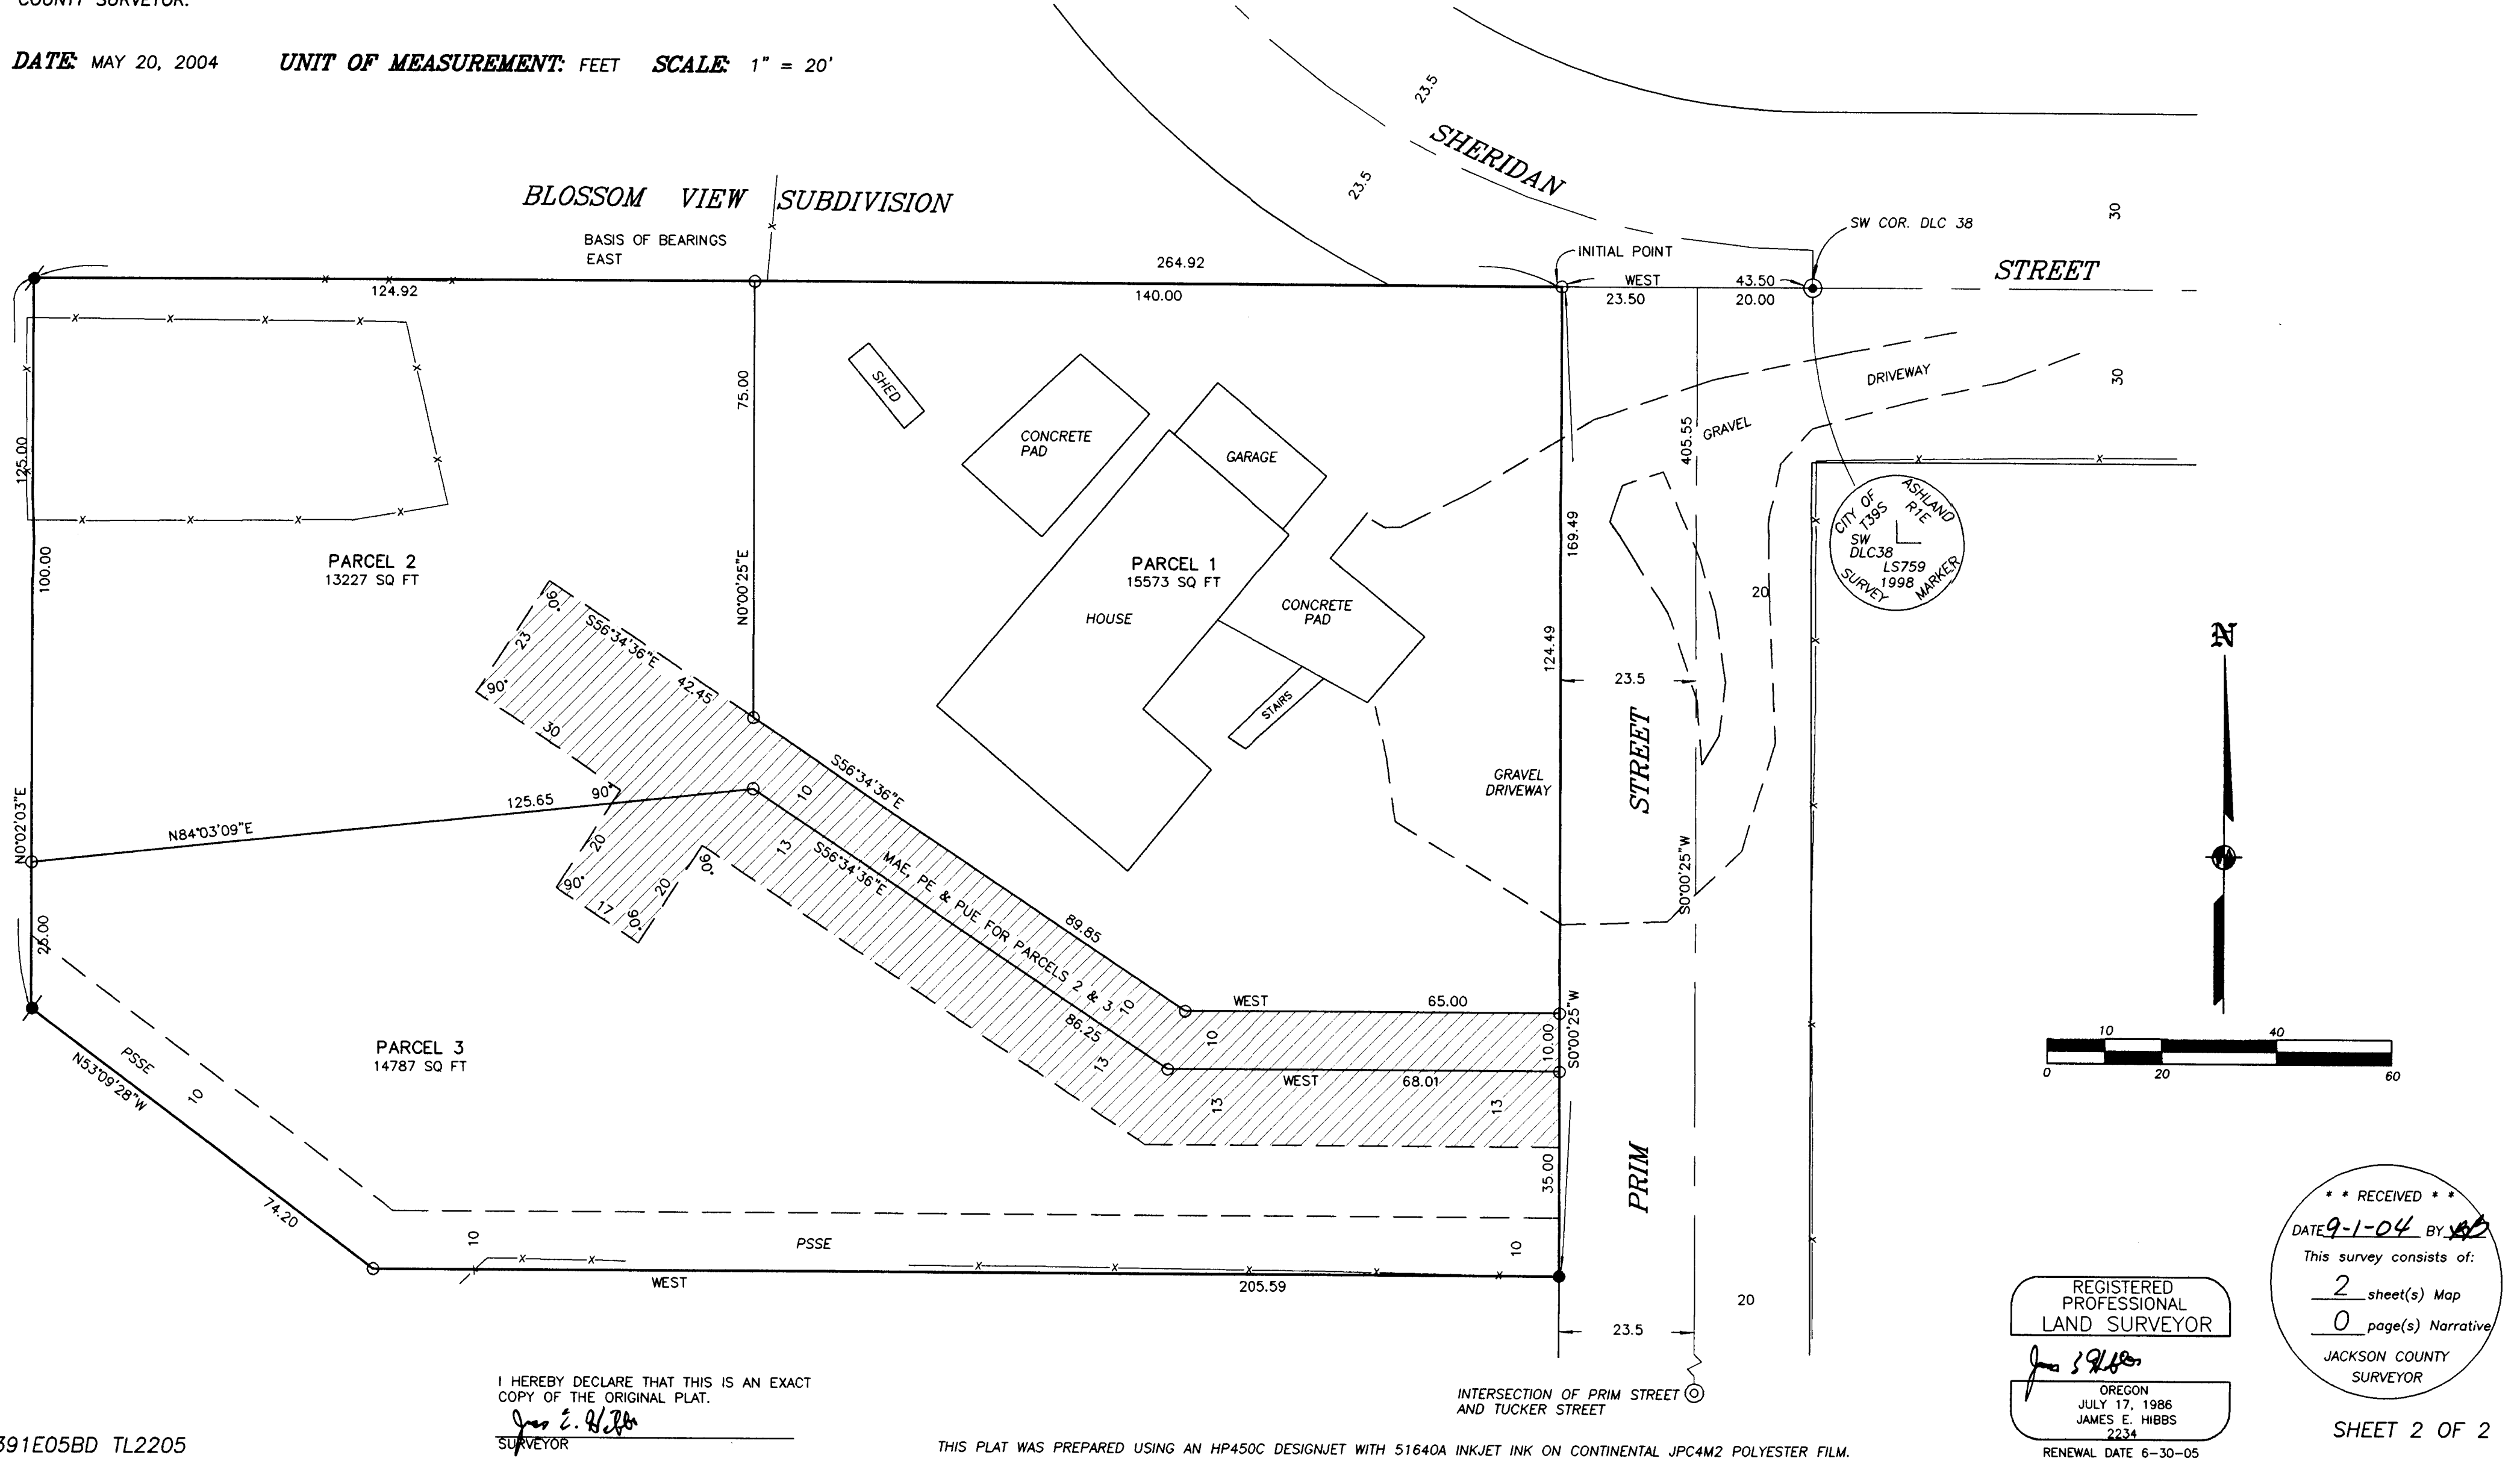 COUNTY SURVEYOR.
DATE: MAY 20, 2004 UNIT OF MEASUREMENT: FEET SCALE: 1" = 20'
BLOSSOM VIEW SUBDIVISION
BASIS OF BEARINGS
EAST
264.92
124.92
140.00
23.5
23.5
SHERIDAN
STREET
30
30
SW COR. DLC 38
INITIAL POINT
WEST
43.50
23.50
20.00
DRIVEWAY
GRAVEL
405.55
CITY OF ASHLAND
T39S R1E
SW
DLC38
LS759
1998
SURVEY MARKER
125.00
100.00
N0°02'03"E
25.00
75.00
N0°00'25"E
SHED
CONCRETE
PAD
GARAGE
PARCEL 1
15573 SQ FT
HOUSE
CONCRETE
PAD
STAIRS
GRAVEL
DRIVEWAY
169.49
124.49
23.5
STREET
20
S0°00'25"W
PARCEL 2
13227 SQ FT
90°
S56°34'36"E
23
42.45
90°
30
90°
125.65
N84°03'09"E
20
90°
17
90°
20
90°
S56°34'36"E
10
13
S56°34'36"E
MAE, PE & PUE FOR PARCELS 2 & 3
89.85
10
86.25
13
WEST
65.00
10
10.00
S0°00'25"W
WEST
68.01
13
13
35.00
PARCEL 3
14787 SQ FT
PSSE
10
N53°09'28"W
74.20
10
PSSE
10
WEST
205.59
PRIM
23.5
20
INTERSECTION OF PRIM STREET
AND TUCKER STREET
N
10
40
0
20
60
* * RECEIVED * *
DATE 9-1-04 BY
This survey consists of:
2 sheet(s) Map
0 page(s) Narrative
JACKSON COUNTY
SURVEYOR
REGISTERED
PROFESSIONAL
LAND SURVEYOR
OREGON
JULY 17, 1986
JAMES E. HIBBS
2234
RENEWAL DATE 6-30-05
SHEET 2 OF 2
I HEREBY DECLARE THAT THIS IS AN EXACT
COPY OF THE ORIGINAL PLAT.
SURVEYOR
391E05BD TL2205
THIS PLAT WAS PREPARED USING AN HP450C DESIGNJET WITH 51640A INKJET INK ON CONTINENTAL JPC4M2 POLYESTER FILM.